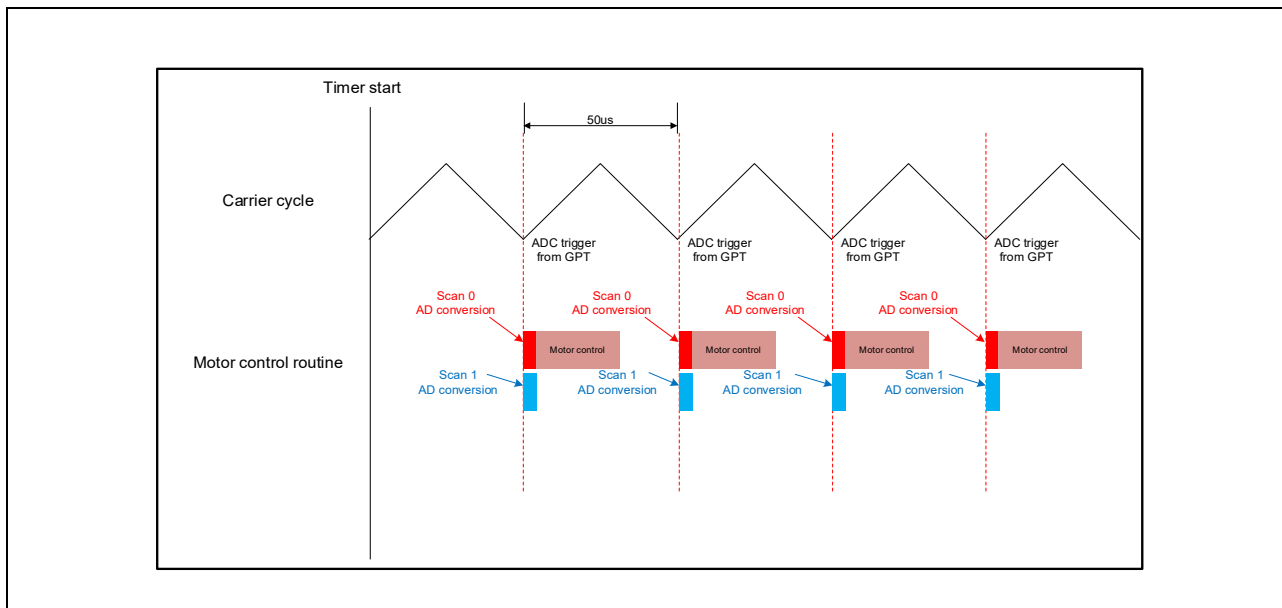 Timer start
50us
Carrier cycle
ADC trigger
from GPT
ADC trigger
from GPT
ADC trigger
from GPT
ADC trigger
from GPT
Scan 0
AD conversion
Scan 0
AD conversion
Scan 0
AD conversion
Scan 0
AD conversion
Motor control routine
Motor control
Motor control
Motor control
Motor control
Scan 1
AD conversion
Scan 1
AD conversion
Scan 1
AD conversion
Scan 1
AD conversion